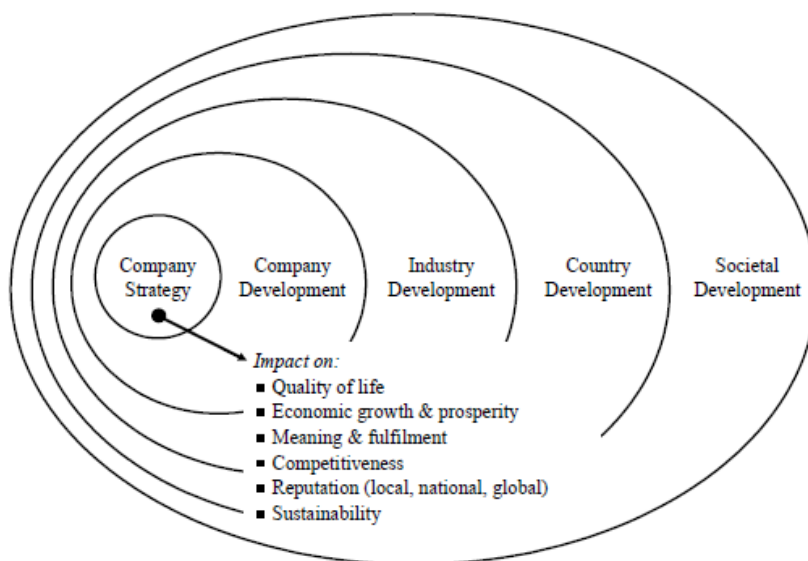 Company
Strategy
Company
Development
Industry
Development
Country
Development
Societal
Development
Impact on:
▪ Quality of life
▪ Economic growth & prosperity
▪ Meaning & fulfilment
▪ Competitiveness
▪ Reputation (local, national, global)
▪ Sustainability